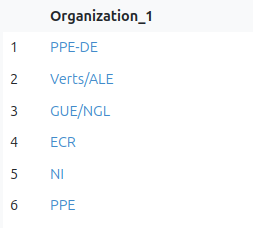 Organization_1
1 PPE-DE
2 Verts/ALE
3 GUE/NGL
4 ECR
5 NI
6 PPE